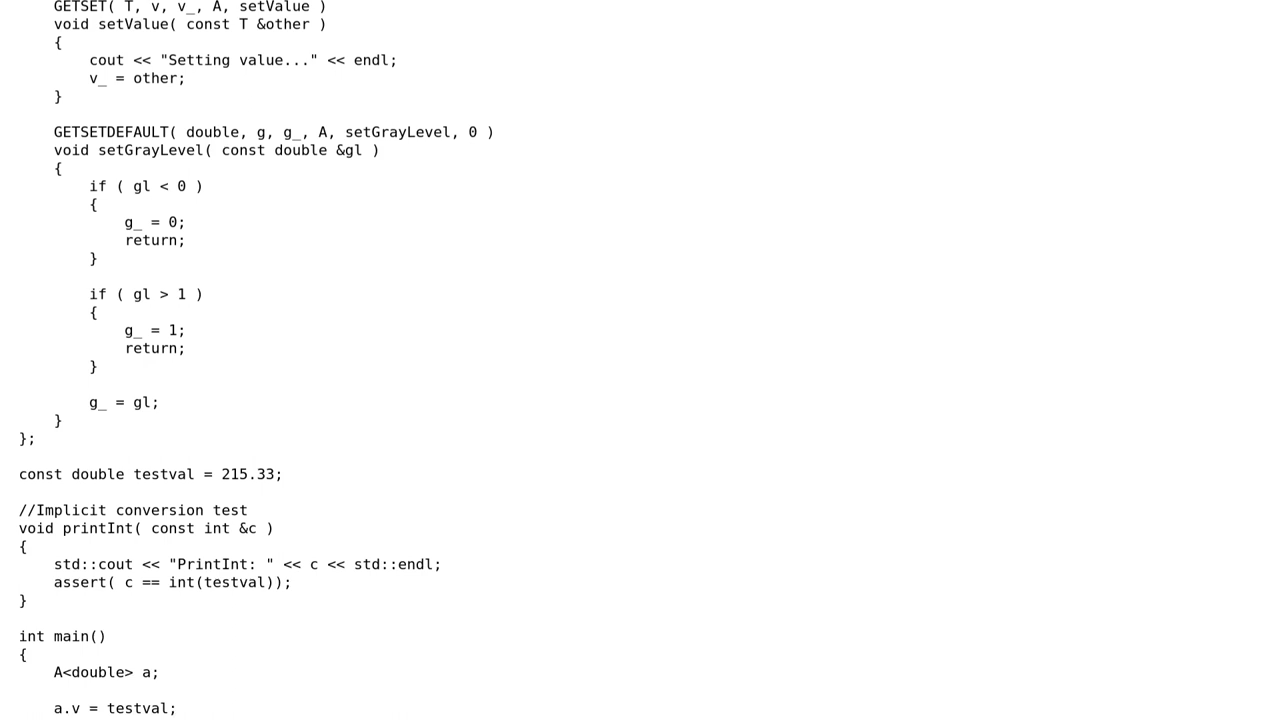 GETSET( T, v, v_, A, setValue )
void setValue( const T &other )
{
cout << "Setting value..." << endl;
v_ = other;
}
GETSETDEFAULT( double, g, g_, A, setGrayLevel, 0 )
void setGrayLevel( const double &gl )
{
if ( gl < 0 )
{
g_ = 0;
return;
}
if ( gl > 1 )
{
g_ = 1;
return;
}
g_ = gl;
}
};
const double testval = 215.33;
//Implicit conversion test
void printInt( const int &c )
{
std::cout << "PrintInt: " << c << std::endl;
assert( c == int(testval));
}
int main()
{
A<double> a;
a.v = testval;